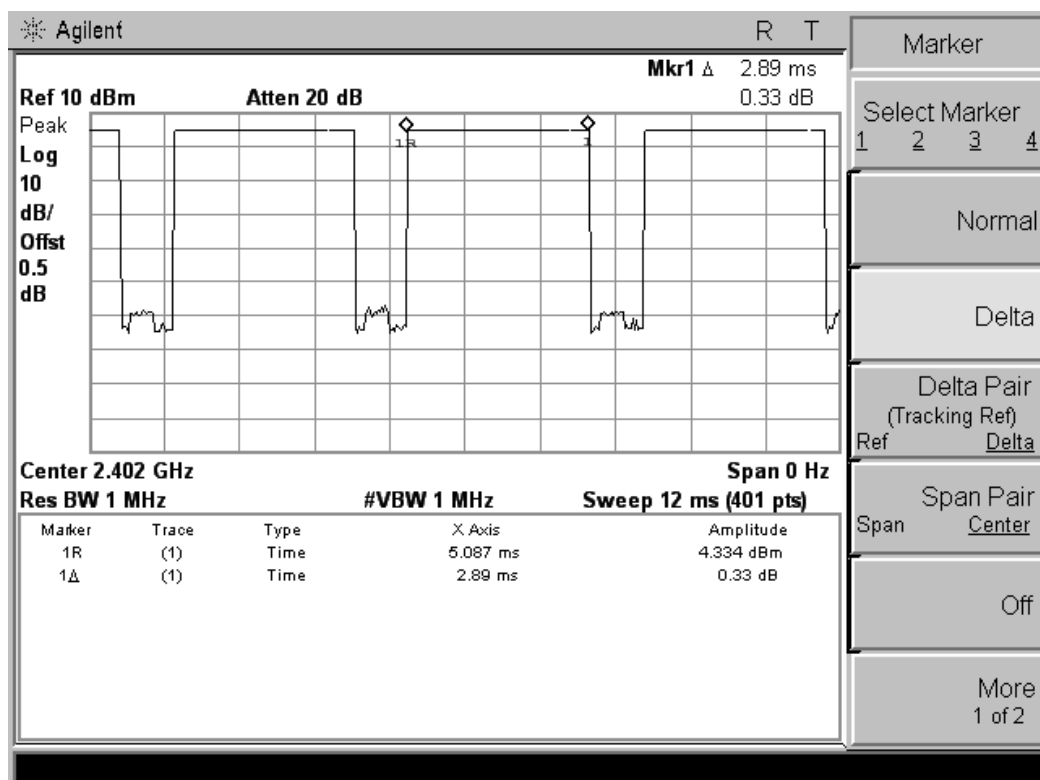 Agilent R T
Mkr1 Δ 2.89 ms
Ref 10 dBm Atten 20 dB 0.33 dB
Peak
Log
10
dB/
Offst
0.5
dB
1R
1
Center 2.402 GHz Span 0 Hz
Res BW 1 MHz #VBW 1 MHz Sweep 12 ms (401 pts)
Marker Trace Type X Axis Amplitude
1R (1) Time 5.087 ms 4.334 dBm
1Δ (1) Time 2.89 ms 0.33 dB
Marker
Select Marker
1 2 3 4
Normal
Delta
Delta Pair
(Tracking Ref)
Ref Delta
Span Pair
Span Center
Off
More
1 of 2